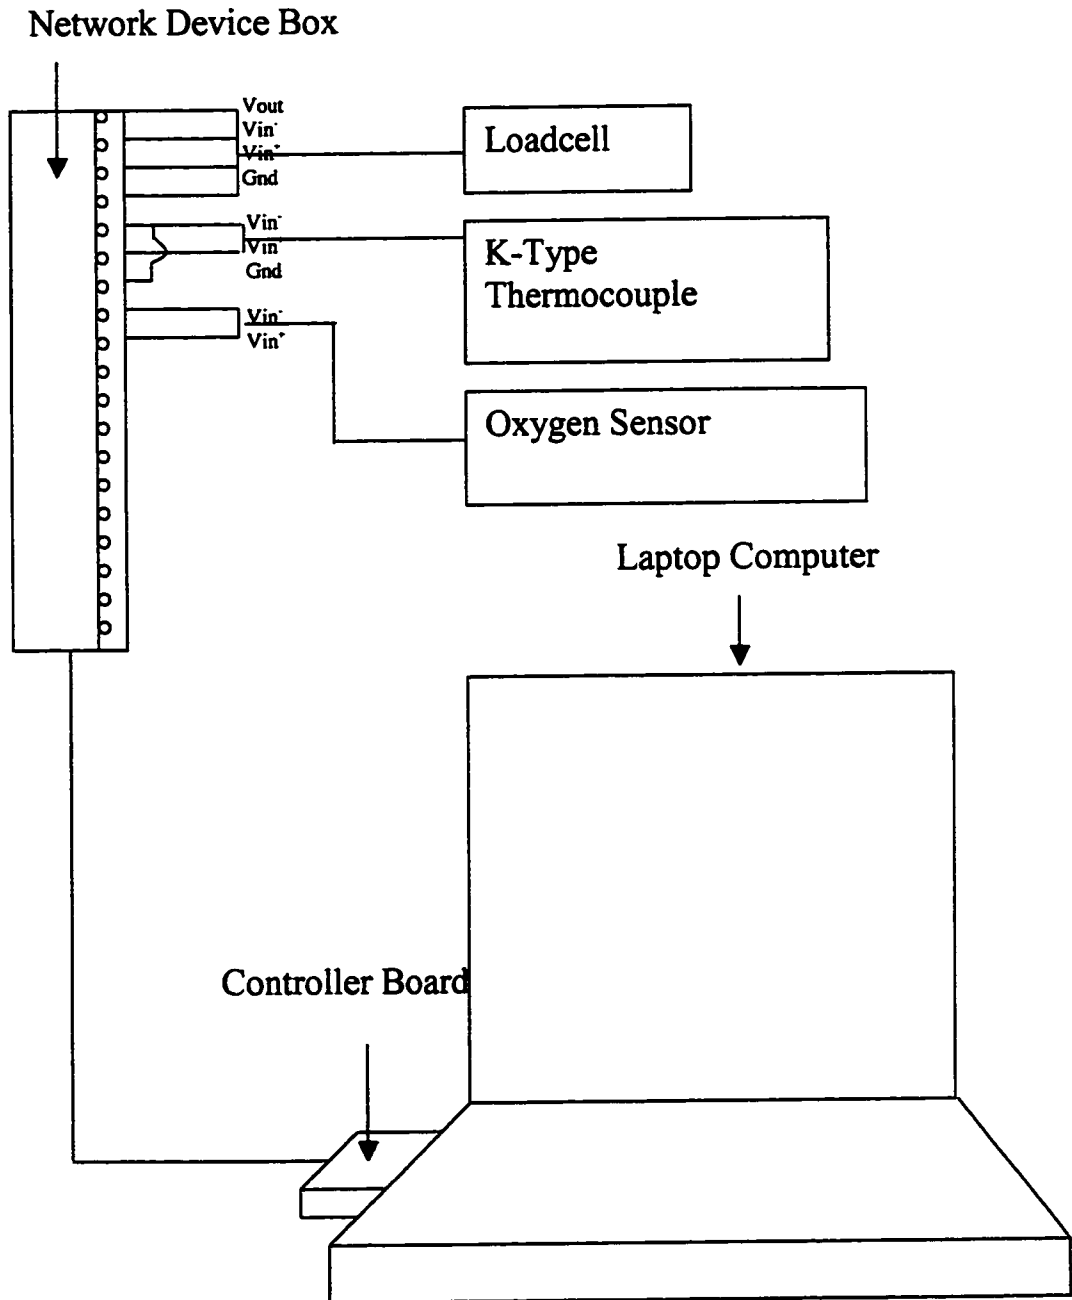 Network Device Box
Vout
Vin⁻
Vin⁺
Gnd
Loadcell
Vin⁻
Vin⁻
Gnd
K-Type
Thermocouple
Vin⁻
Vin⁺
Oxygen Sensor
Laptop Computer
Controller Board